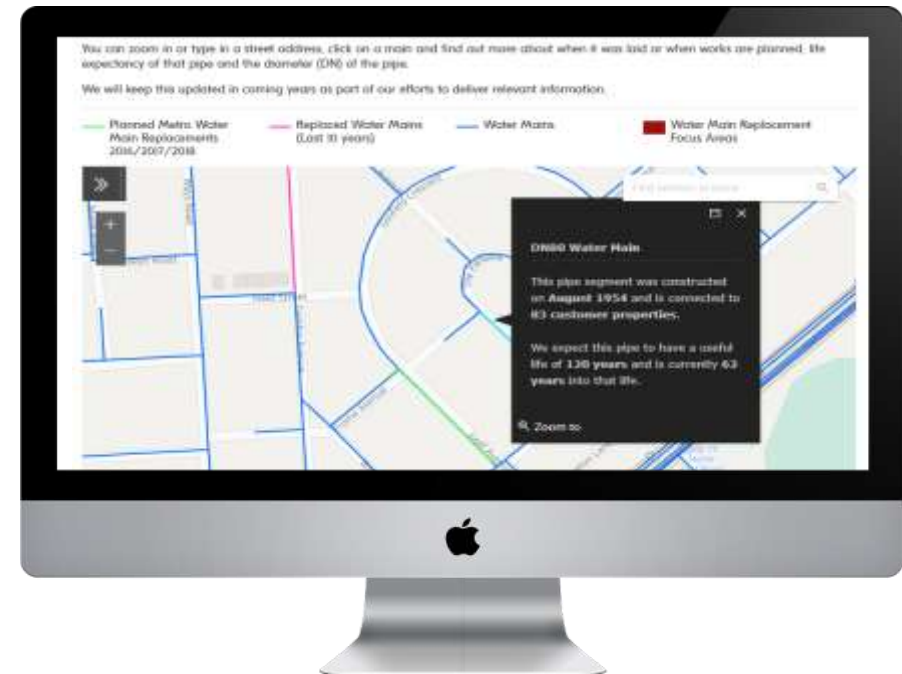 You can zoom in or type in a street address, click on a main and find out more about when it was laid or when works are planned, life
expectancy of that pipe and the diameter (DN) of the pipe.
We will keep this updated in coming years as part of our efforts to deliver relevant information.
Planned Metro Water
Main Replacements
2016/2017/2018
Replaced Water Mains
(Last 10 years)
Water Mains
Water Main Replacement
Focus Areas
DN80 Water Main
This pipe segment was constructed
on August 1954 and is connected to
83 customer properties.
We expect this pipe to have a useful
life of 120 years and is currently 63
years into that life.
Zoom to